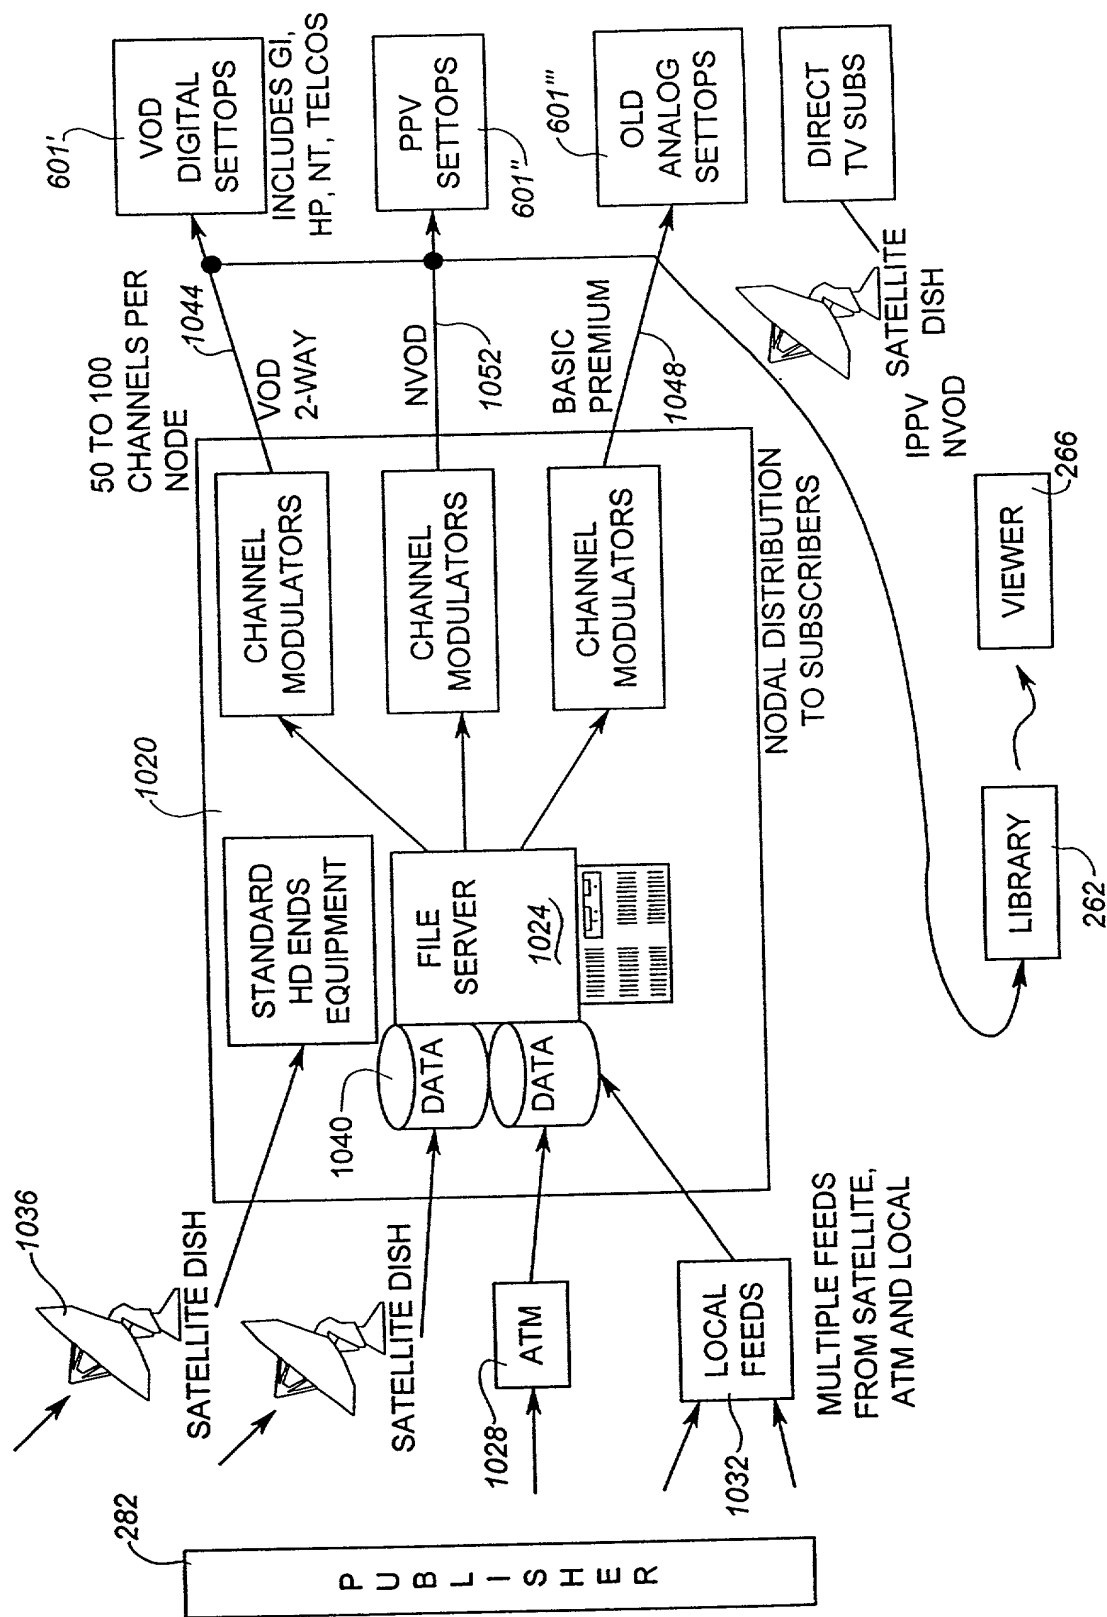 282
PUBLISHER
1036
SATELLITE DISH
SATELLITE DISH
1028
ATM
1032
LOCAL
FEEDS
MULTIPLE FEEDS
FROM SATELLITE,
ATM AND LOCAL
1020
STANDARD
HD ENDS
EQUIPMENT
1040
DATA
DATA
FILE
SERVER
1024
CHANNEL
MODULATORS
CHANNEL
MODULATORS
CHANNEL
MODULATORS
NODAL DISTRIBUTION
TO SUBSCRIBERS
50 TO 100
CHANNELS PER
NODE
1044
VOD
2-WAY
NVOD
1052
BASIC
PREMIUM
1048
601'
VOD
DIGITAL
SETTOPS
INCLUDES GI,
HP, NT, TELCOS
PPV
SETTOPS
601"
601'"
OLD
ANALOG
SETTOPS
DIRECT
TV SUBS
SATELLITE
DISH
IPPV
NVOD
LIBRARY
262
VIEWER
266